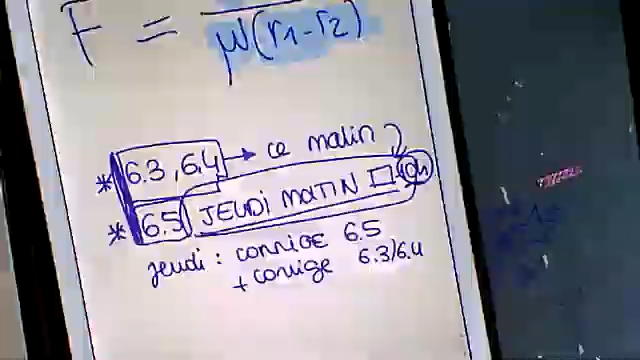 F = μ(r1-r2)
* 6.3, 6.4 → ce matin
* 6.5 JEUDI MATIN □
jeudi : corrige 6.5
+ corrige 6.3/6.4